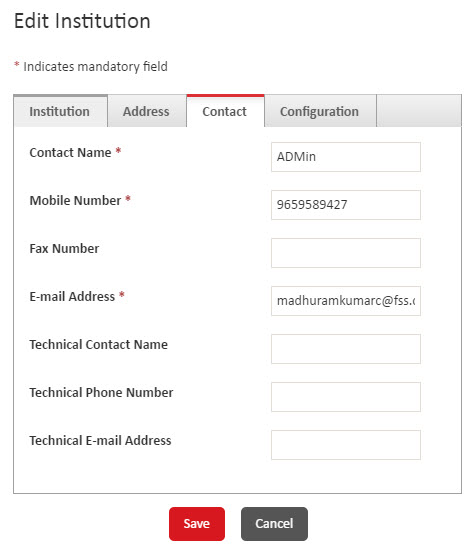 Edit Institution
* Indicates mandatory field
Institution Address Contact Configuration
Contact Name * ADMin
Mobile Number * 9659589427
Fax Number
E-mail Address * madhuramkumarc@fss.
Technical Contact Name
Technical Phone Number
Technical E-mail Address
Save Cancel